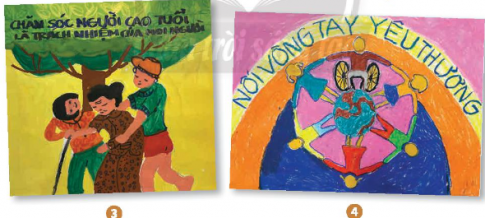 CHĂM SÓC NGƯỜI CAO TUỔI
LÀ TRÁCH NHIỆM CỦA MỌI NGƯỜI
NỐI VÒNG TAY YÊU THƯƠNG
3
4